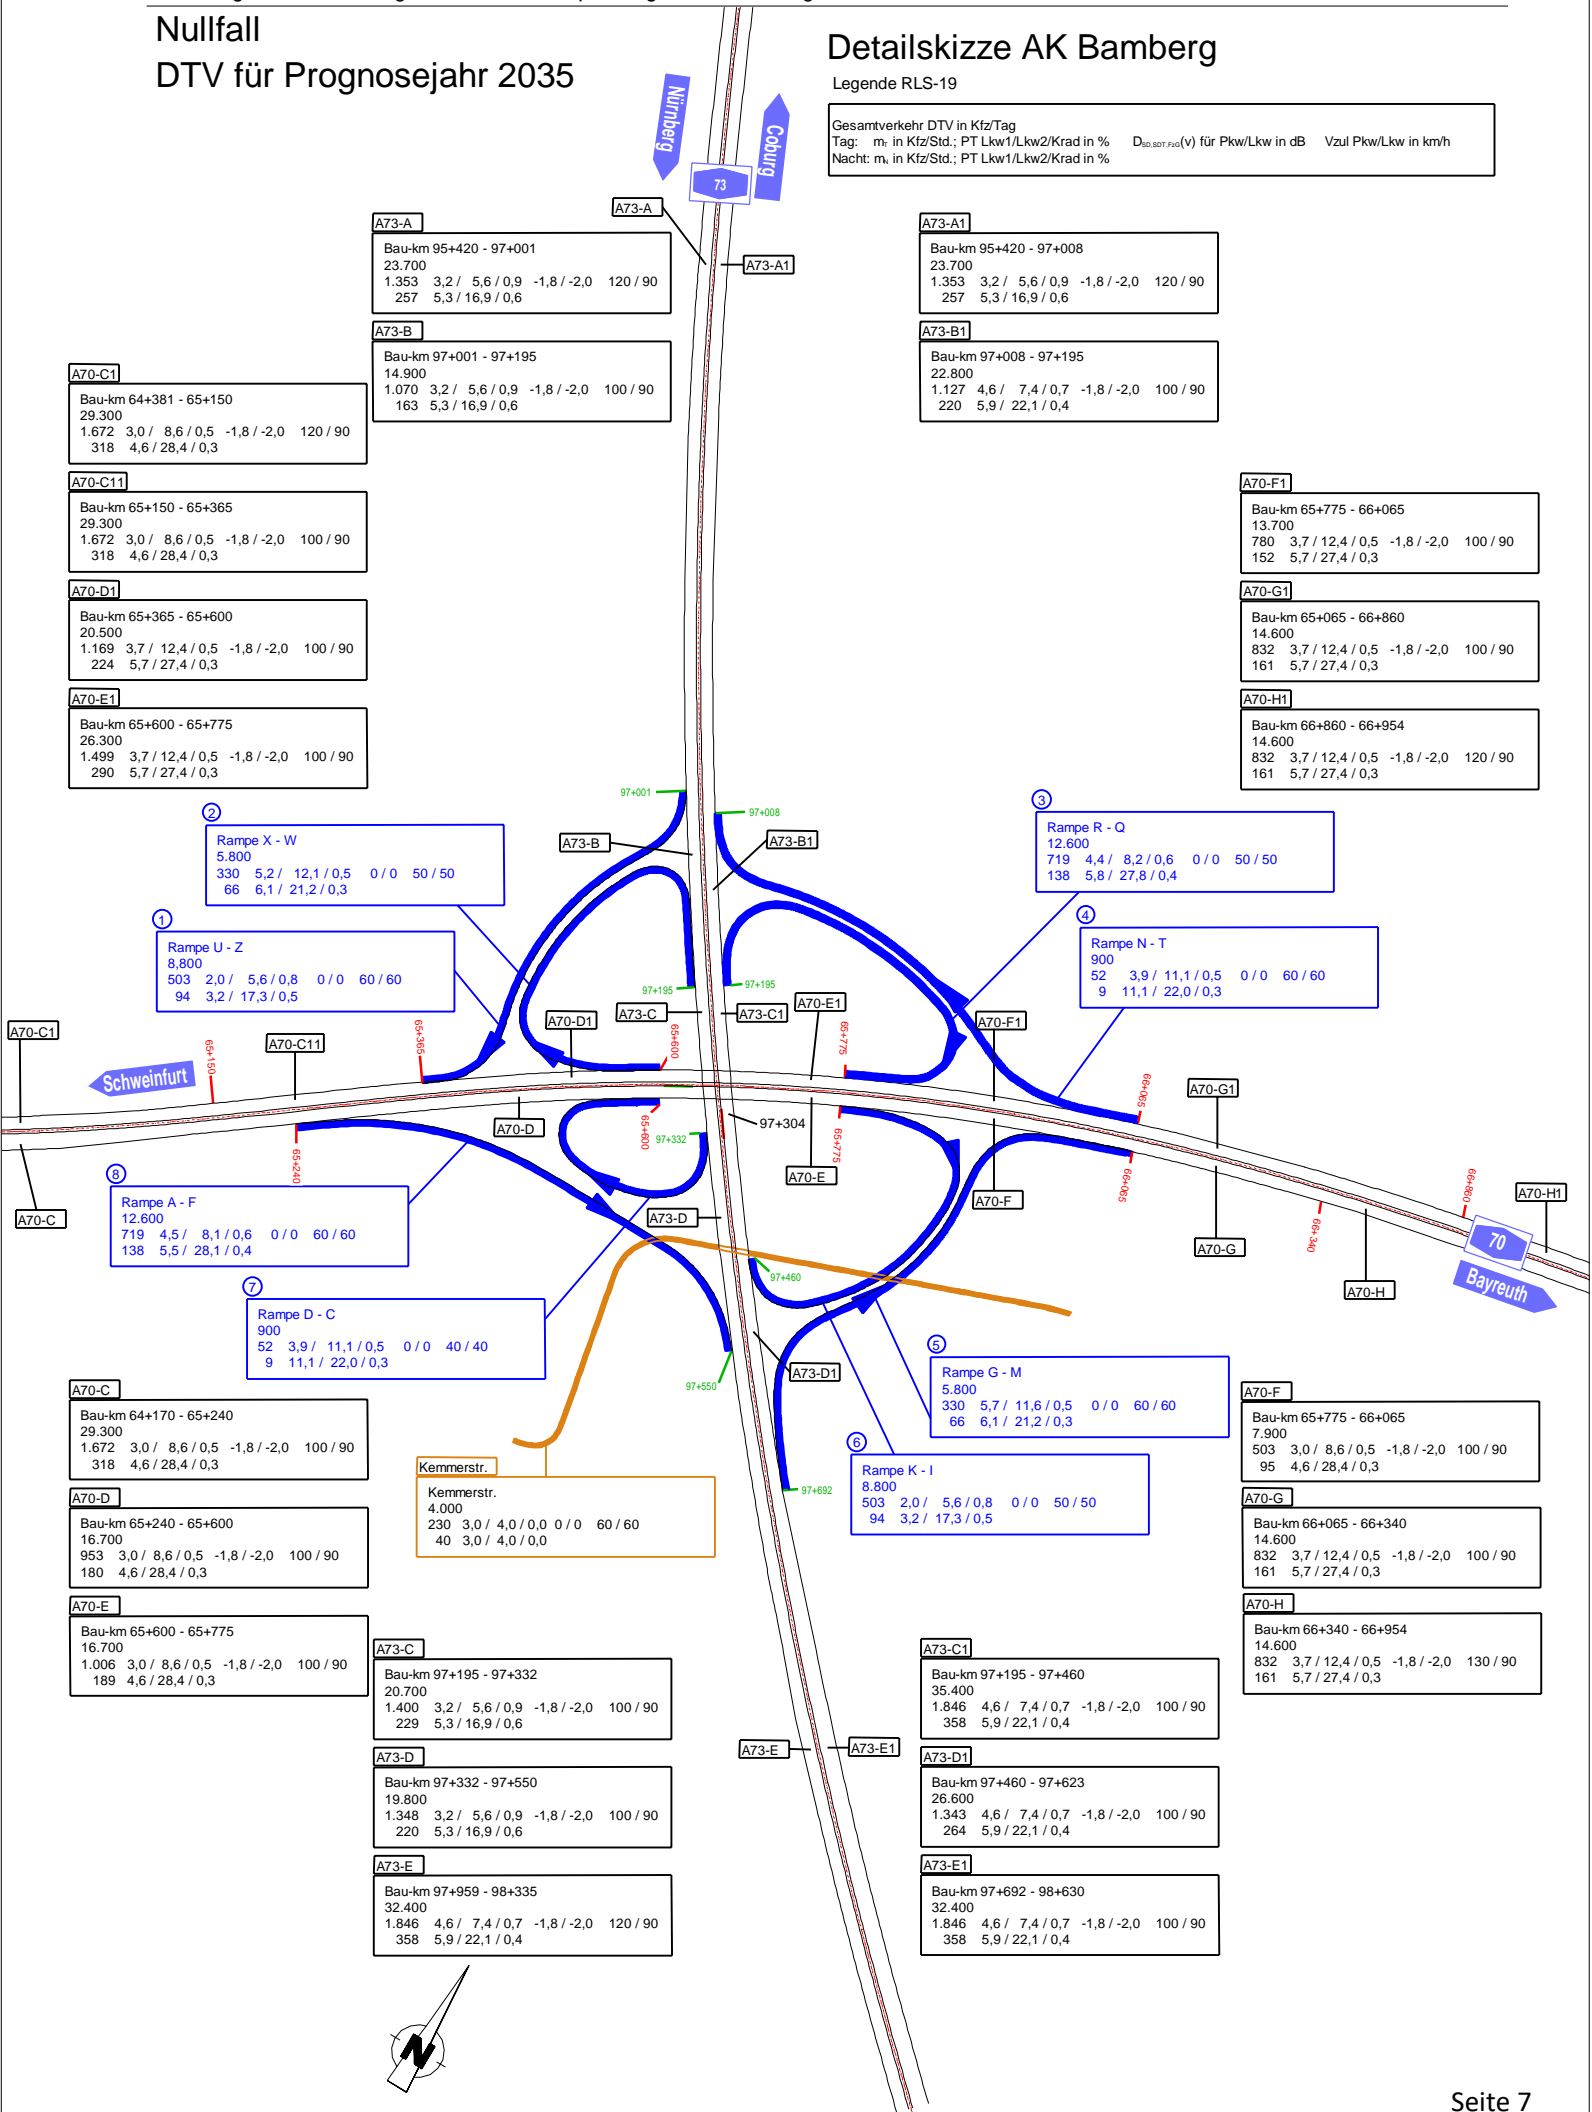 Nullfall
DTV für Prognosejahr 2035
Detailskizze AK Bamberg
Legende RLS-19
Gesamtverkehr DTV in Kfz/Tag
Tag: mT in Kfz/Std.; PT Lkw1/Lkw2/Krad in % DSD,SDT,FzG(v) für Pkw/Lkw in dB Vzul Pkw/Lkw in km/h
Nacht: mN in Kfz/Std.; PT Lkw1/Lkw2/Krad in %
Nürnberg
Coburg
73
A73-A
A73-A1
A73-A
Bau-km 95+420 - 97+001
23.700
1.353 3,2 / 5,6 / 0,9 -1,8 / -2,0 120 / 90
257 5,3 / 16,9 / 0,6
A73-B
Bau-km 97+001 - 97+195
14.900
1.070 3,2 / 5,6 / 0,9 -1,8 / -2,0 100 / 90
163 5,3 / 16,9 / 0,6
A73-A1
Bau-km 95+420 - 97+008
23.700
1.353 3,2 / 5,6 / 0,9 -1,8 / -2,0 120 / 90
257 5,3 / 16,9 / 0,6
A73-B1
Bau-km 97+008 - 97+195
22.800
1.127 4,6 / 7,4 / 0,7 -1,8 / -2,0 100 / 90
220 5,9 / 22,1 / 0,4
A70-C1
Bau-km 64+381 - 65+150
29.300
1.672 3,0 / 8,6 / 0,5 -1,8 / -2,0 120 / 90
318 4,6 / 28,4 / 0,3
A70-C11
Bau-km 65+150 - 65+365
29.300
1.672 3,0 / 8,6 / 0,5 -1,8 / -2,0 100 / 90
318 4,6 / 28,4 / 0,3
A70-D1
Bau-km 65+365 - 65+600
20.500
1.169 3,7 / 12,4 / 0,5 -1,8 / -2,0 100 / 90
224 5,7 / 27,4 / 0,3
A70-E1
Bau-km 65+600 - 65+775
26.300
1.499 3,7 / 12,4 / 0,5 -1,8 / -2,0 100 / 90
290 5,7 / 27,4 / 0,3
A70-F1
Bau-km 65+775 - 66+065
13.700
780 3,7 / 12,4 / 0,5 -1,8 / -2,0 100 / 90
152 5,7 / 27,4 / 0,3
A70-G1
Bau-km 65+065 - 66+860
14.600
832 3,7 / 12,4 / 0,5 -1,8 / -2,0 100 / 90
161 5,7 / 27,4 / 0,3
A70-H1
Bau-km 66+860 - 66+954
14.600
832 3,7 / 12,4 / 0,5 -1,8 / -2,0 120 / 90
161 5,7 / 27,4 / 0,3
2
Rampe X - W
5.800
330 5,2 / 12,1 / 0,5 0 / 0 50 / 50
66 6,1 / 21,2 / 0,3
1
Rampe U - Z
8,800
503 2,0 / 5,6 / 0,8 0 / 0 60 / 60
94 3,2 / 17,3 / 0,5
3
Rampe R - Q
12.600
719 4,4 / 8,2 / 0,6 0 / 0 50 / 50
138 5,8 / 27,8 / 0,4
4
Rampe N - T
900
52 3,9 / 11,1 / 0,5 0 / 0 60 / 60
9 11,1 / 22,0 / 0,3
97+001
97+008
A73-B
A73-B1
97+195
97+195
A73-C
A73-C1
A70-E1
A70-D1
A70-F1
A70-C1
A70-C11
65+150
65+365
65+600
65+775
66+065
Schweinfurt
A70-G1
A70-D
65+600
97+332
97+304
65+775
A70-E
A70-F
66+065
65+240
A70-C
A73-D
A70-G
66+340
66+860
A70-H1
70
Bayreuth
A70-H
8
Rampe A - F
12.600
719 4,5 / 8,1 / 0,6 0 / 0 60 / 60
138 5,5 / 28,1 / 0,4
7
Rampe D - C
900
52 3,9 / 11,1 / 0,5 0 / 0 40 / 40
9 11,1 / 22,0 / 0,3
97+460
97+550
A73-D1
97+692
5
Rampe G - M
5.800
330 5,7 / 11,6 / 0,5 0 / 0 60 / 60
66 6,1 / 21,2 / 0,3
6
Rampe K - I
8.800
503 2,0 / 5,6 / 0,8 0 / 0 50 / 50
94 3,2 / 17,3 / 0,5
Kemmerstr.
Kemmerstr.
4.000
230 3,0 / 4,0 / 0,0 0 / 0 60 / 60
40 3,0 / 4,0 / 0,0
A70-C
Bau-km 64+170 - 65+240
29.300
1.672 3,0 / 8,6 / 0,5 -1,8 / -2,0 100 / 90
318 4,6 / 28,4 / 0,3
A70-D
Bau-km 65+240 - 65+600
16.700
953 3,0 / 8,6 / 0,5 -1,8 / -2,0 100 / 90
180 4,6 / 28,4 / 0,3
A70-E
Bau-km 65+600 - 65+775
16.700
1.006 3,0 / 8,6 / 0,5 -1,8 / -2,0 100 / 90
189 4,6 / 28,4 / 0,3
A70-F
Bau-km 65+775 - 66+065
7.900
503 3,0 / 8,6 / 0,5 -1,8 / -2,0 100 / 90
95 4,6 / 28,4 / 0,3
A70-G
Bau-km 66+065 - 66+340
14.600
832 3,7 / 12,4 / 0,5 -1,8 / -2,0 100 / 90
161 5,7 / 27,4 / 0,3
A70-H
Bau-km 66+340 - 66+954
14.600
832 3,7 / 12,4 / 0,5 -1,8 / -2,0 130 / 90
161 5,7 / 27,4 / 0,3
A73-C
Bau-km 97+195 - 97+332
20.700
1.400 3,2 / 5,6 / 0,9 -1,8 / -2,0 100 / 90
229 5,3 / 16,9 / 0,6
A73-D
Bau-km 97+332 - 97+550
19.800
1.348 3,2 / 5,6 / 0,9 -1,8 / -2,0 100 / 90
220 5,3 / 16,9 / 0,6
A73-E
Bau-km 97+959 - 98+335
32.400
1.846 4,6 / 7,4 / 0,7 -1,8 / -2,0 120 / 90
358 5,9 / 22,1 / 0,4
A73-E
A73-E1
A73-C1
Bau-km 97+195 - 97+460
35.400
1.846 4,6 / 7,4 / 0,7 -1,8 / -2,0 100 / 90
358 5,9 / 22,1 / 0,4
A73-D1
Bau-km 97+460 - 97+623
26.600
1.343 4,6 / 7,4 / 0,7 -1,8 / -2,0 100 / 90
264 5,9 / 22,1 / 0,4
A73-E1
Bau-km 97+692 - 98+630
32.400
1.846 4,6 / 7,4 / 0,7 -1,8 / -2,0 100 / 90
358 5,9 / 22,1 / 0,4
N
Seite 7